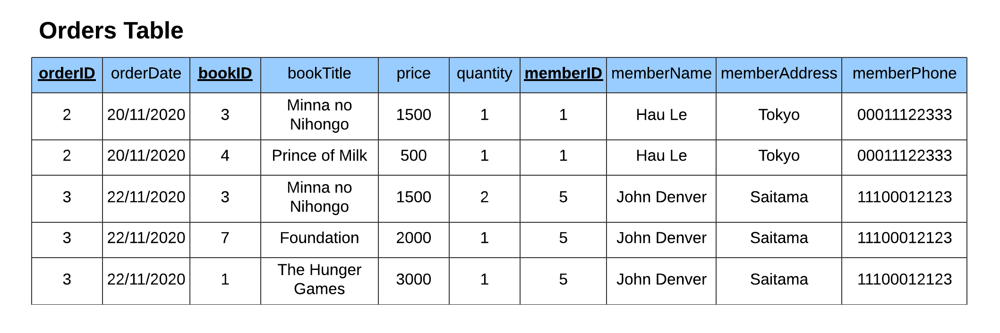 Orders Table
orderID orderDate bookID bookTitle price quantity memberID memberName memberAddress memberPhone
2 20/11/2020 3 Minna no Nihongo 1500 1 1 Hau Le Tokyo 00011122333
2 20/11/2020 4 Prince of Milk 500 1 1 Hau Le Tokyo 00011122333
3 22/11/2020 3 Minna no Nihongo 1500 2 5 John Denver Saitama 11100012123
3 22/11/2020 7 Foundation 2000 1 5 John Denver Saitama 11100012123
3 22/11/2020 1 The Hunger Games 3000 1 5 John Denver Saitama 11100012123